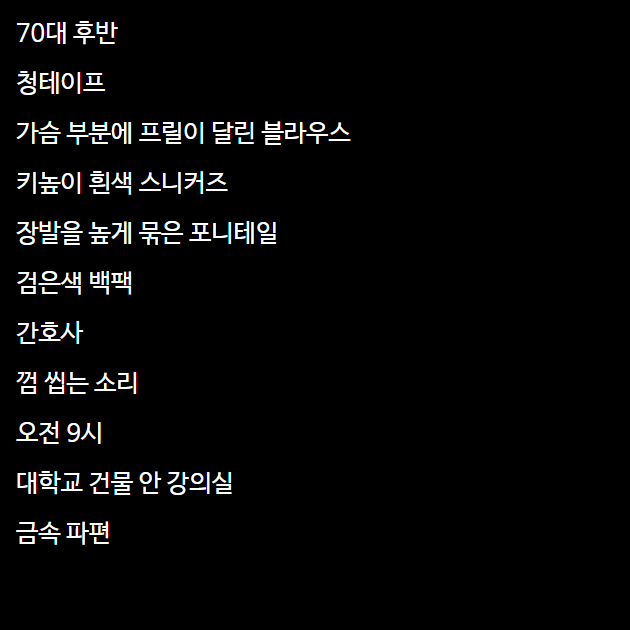 70대 후반
청테이프
가슴 부분에 프릴이 달린 블라우스
키높이 흰색 스니커즈
장발을 높게 묶은 포니테일
검은색 백팩
간호사
껌 씹는 소리
오전 9시
대학교 건물 안 강의실
금속 파편